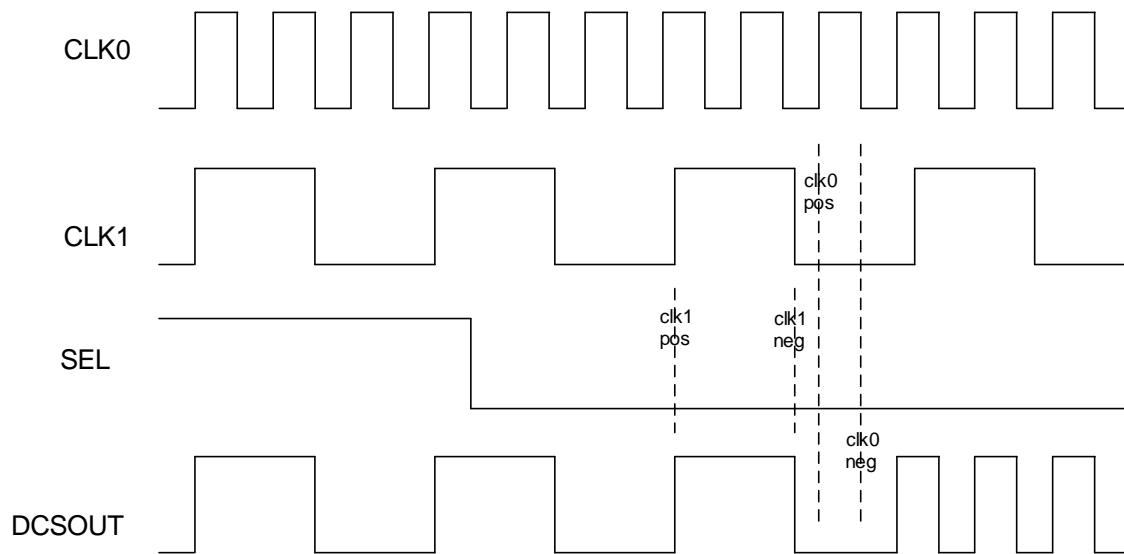 CLK0
clk0
pos
CLK1
clk1
pos
clk1
neg
SEL
clk0
neg
DCSOUT